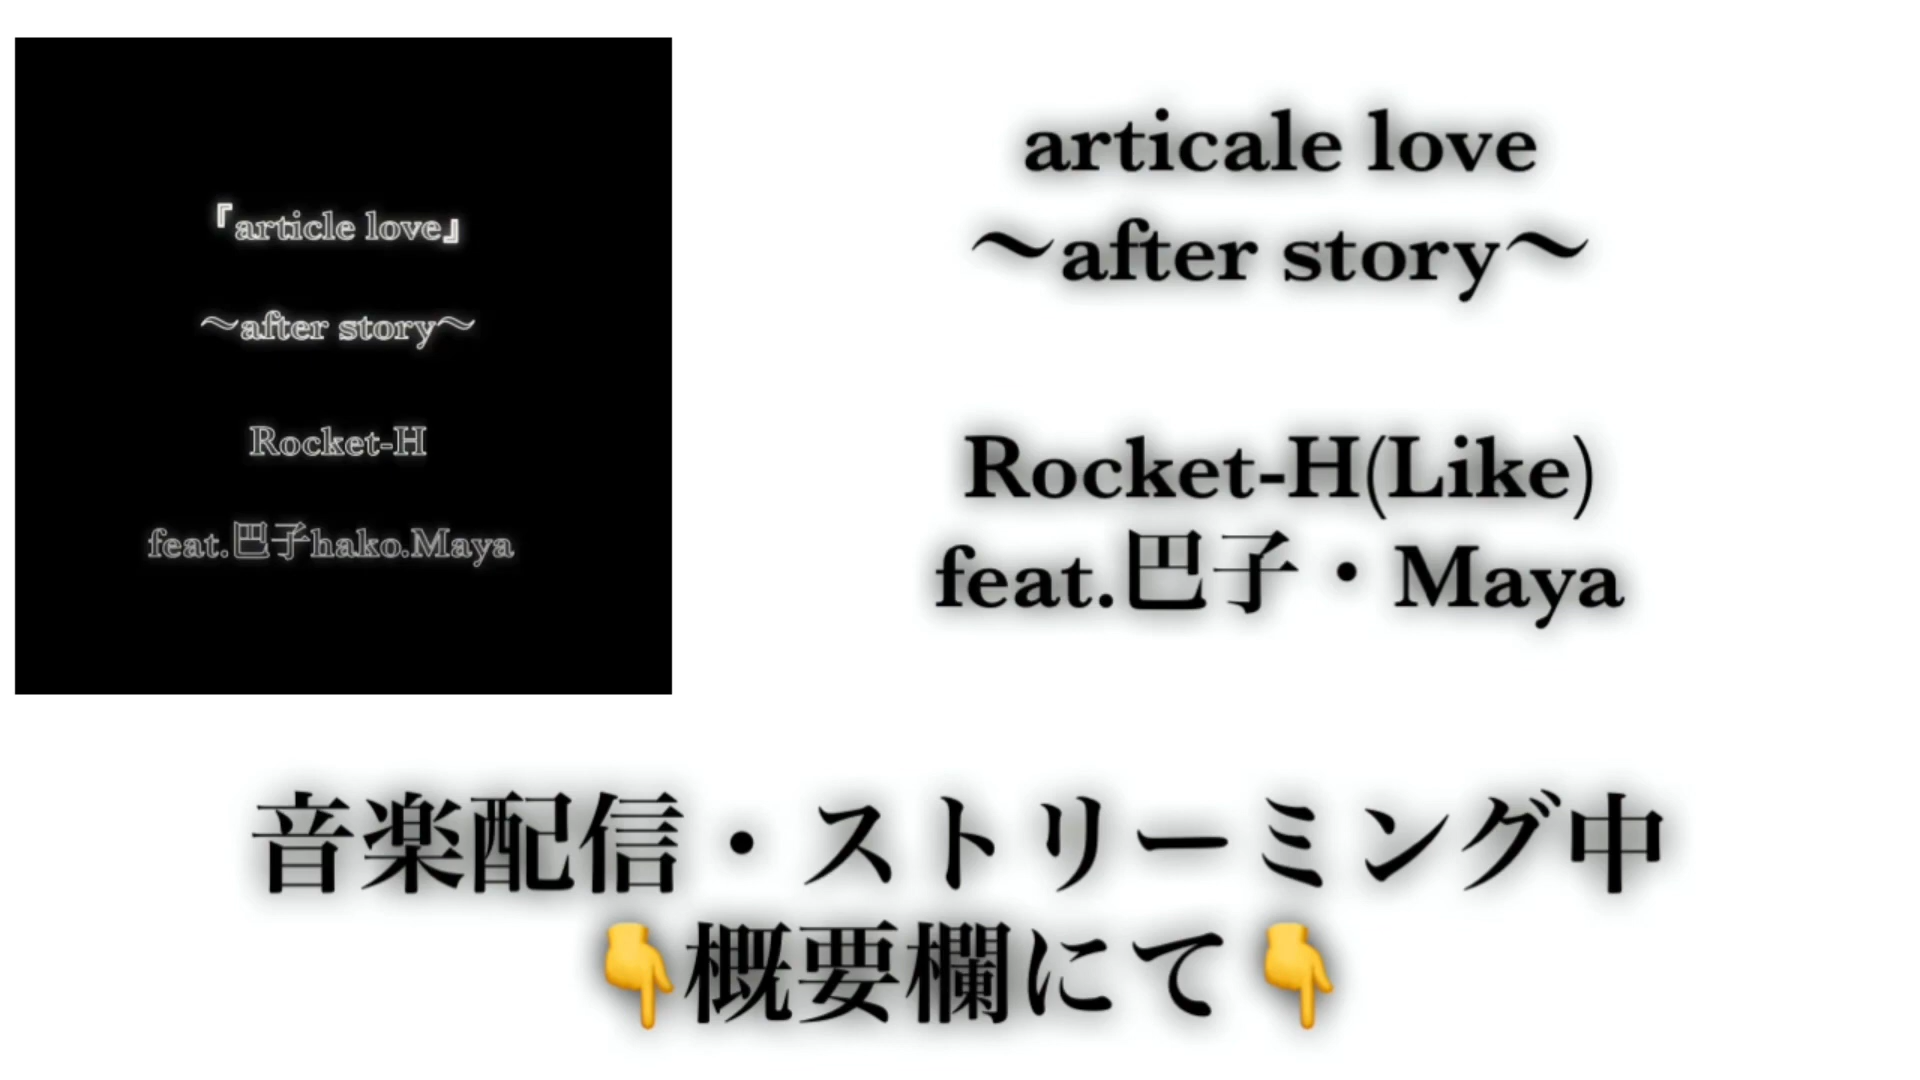 『article love』
〜after story〜
Rocket-H
feat.巴子hako.Maya
articale love
〜after story〜
Rocket-H(Like)
feat.巴子・Maya
音楽配信・ストリーミング中
👇概要欄にて👇